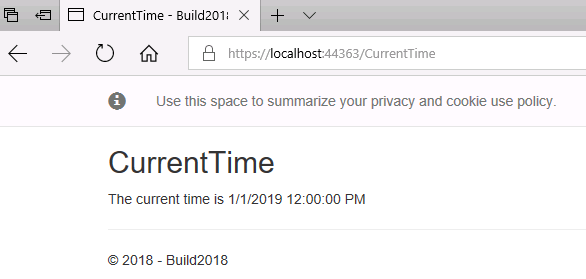 CurrentTime - Build2018
https://localhost:44363/CurrentTime
Use this space to summarize your privacy and cookie use policy.
CurrentTime
The current time is 1/1/2019 12:00:00 PM
© 2018 - Build2018